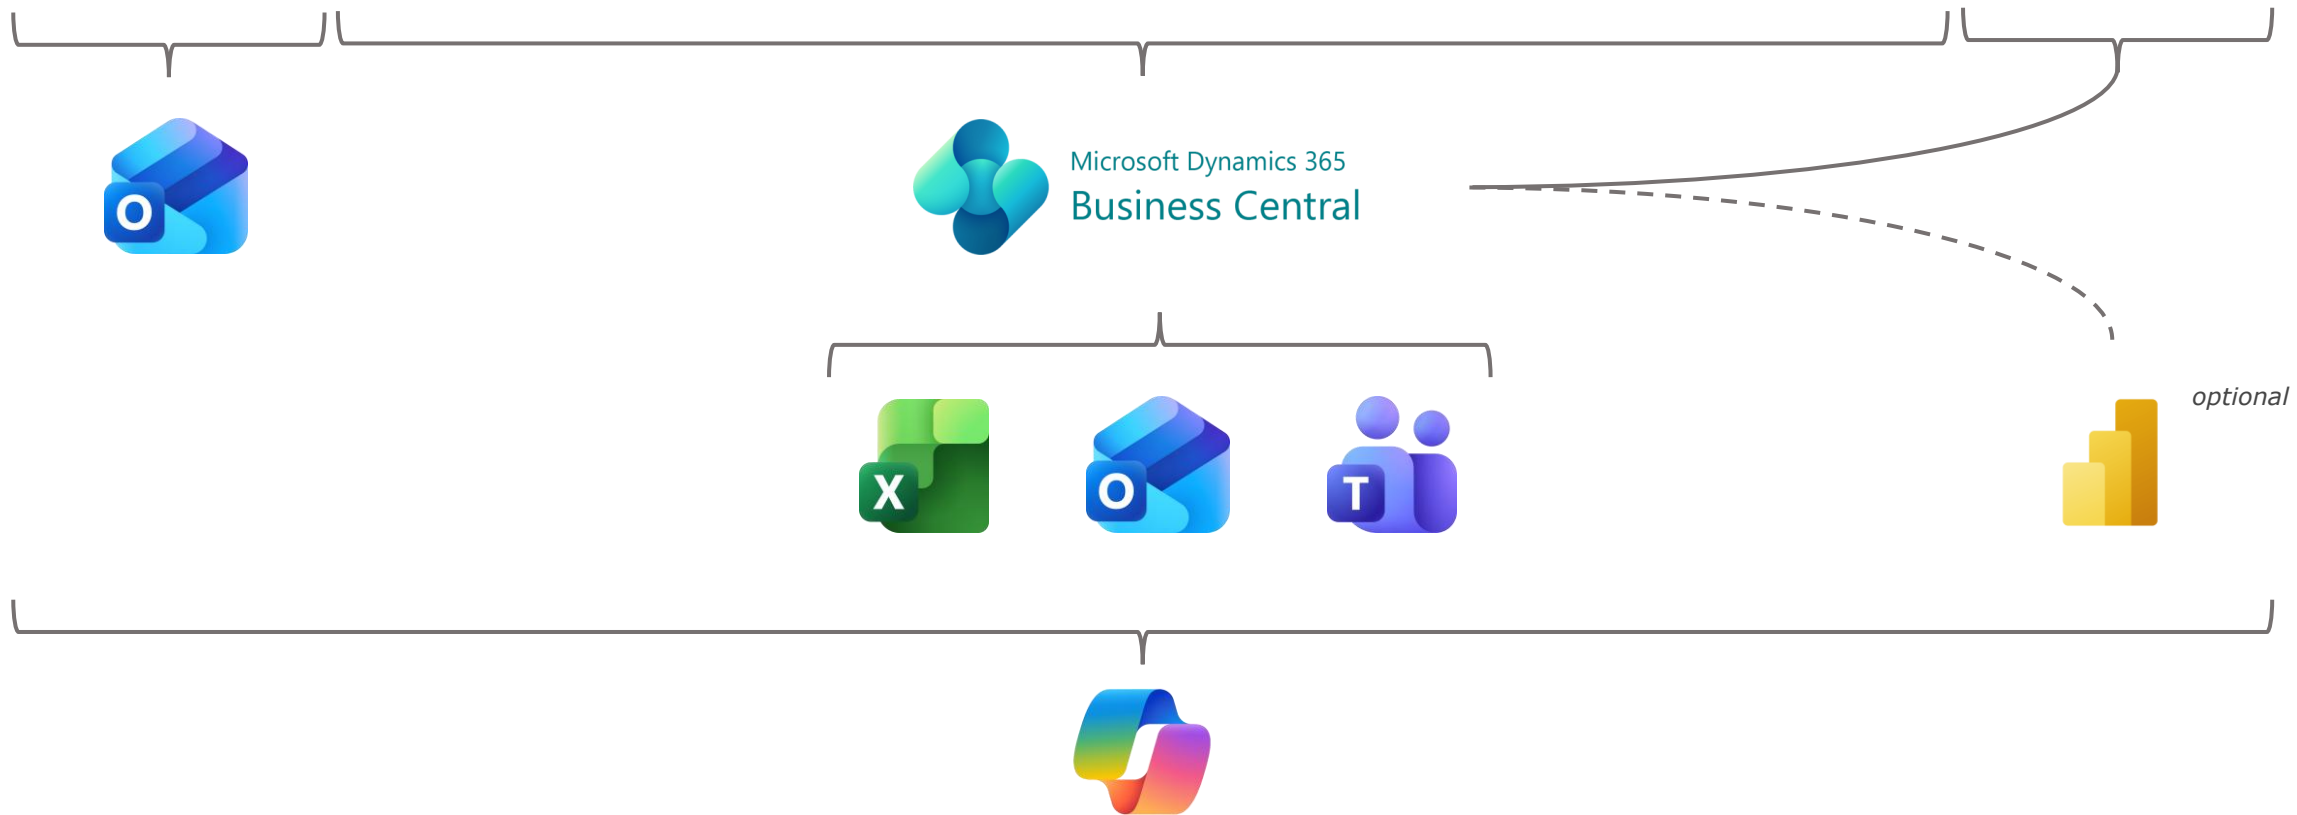 O
Microsoft Dynamics 365
Business Central
optional
X
O
T